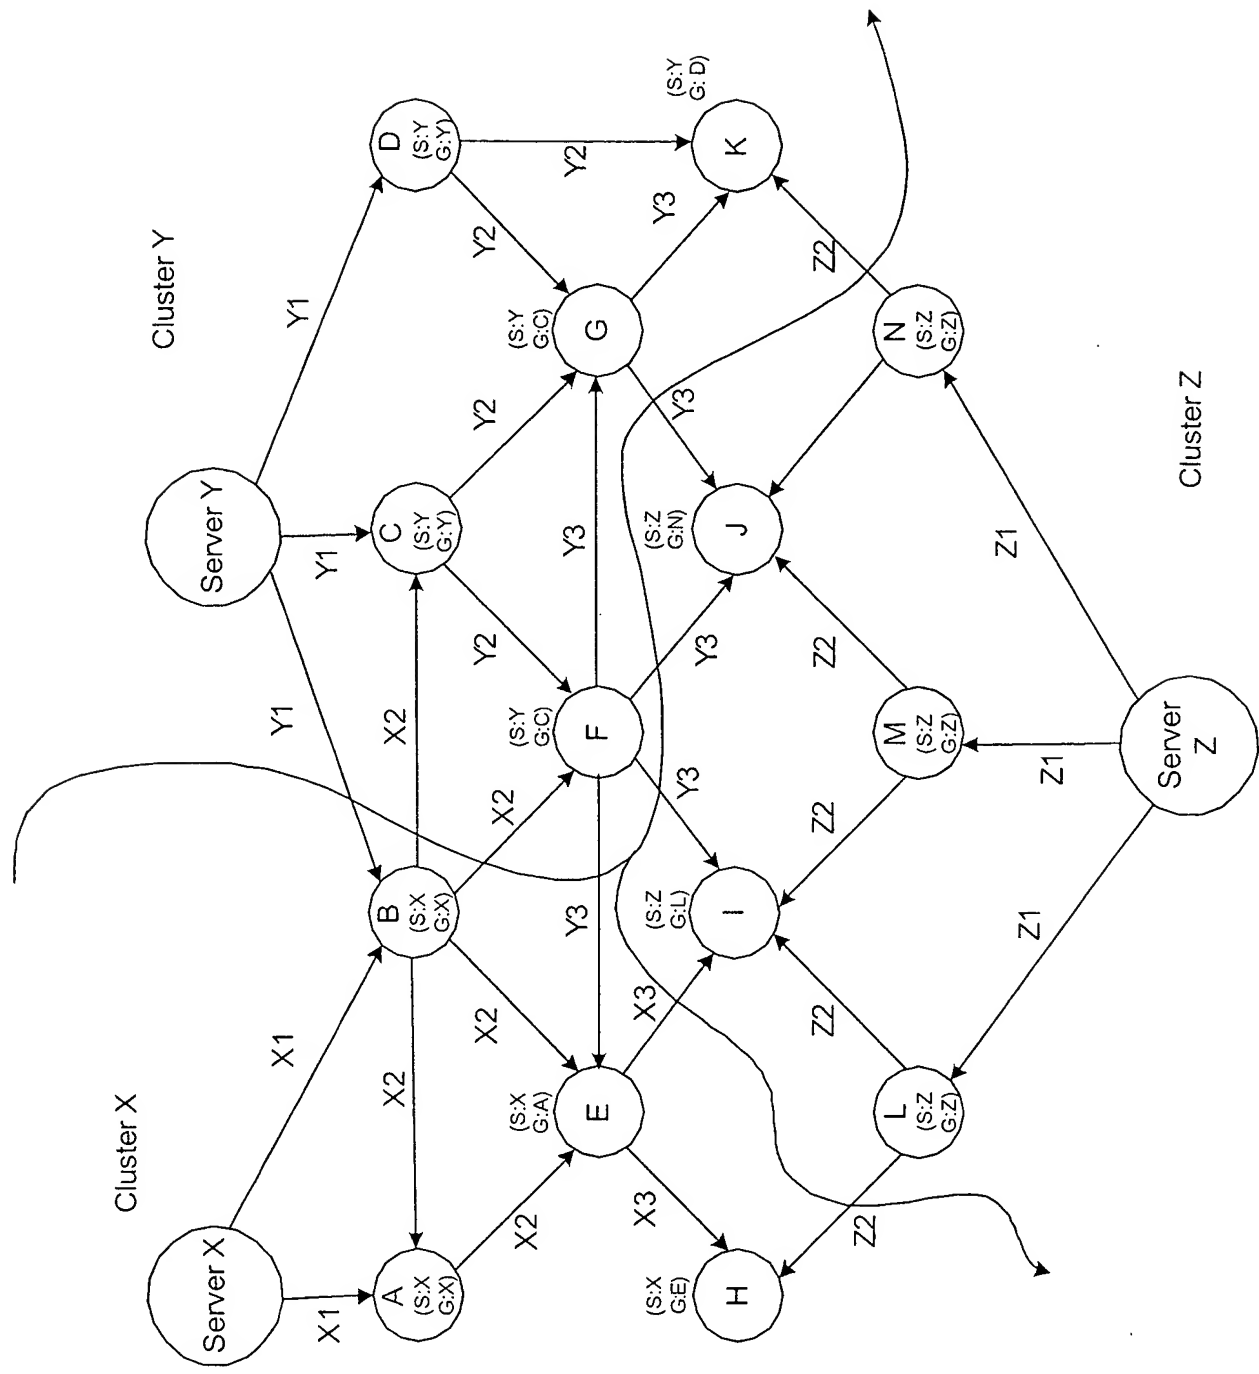 Cluster X
Cluster Y
Server X
Server Y
X1
Y1
Y1
X1
Y1
A
(S:X
G:X)
B
(S:X
G:X)
C
(S:Y
G:Y)
D
(S:Y
G:Y)
X2
X2
X2
X2
X2
Y2
Y2
Y2
Y2
(S:X
G:A)
E
(S:Y
G:C)
F
(S:Y
G:C)
G
Y3
Y3
X3
X3
Y3
Y3
Y3
Y3
(S:X
G:E)
H
(S:Z
G:L)
I
(S:Z
G:N)
J
(S:Y
G:D)
K
Z2
Z2
Z2
Z2
Z2
L
(S:Z
G:Z)
M
(S:Z
G:Z)
N
(S:Z
G:Z)
Z1
Z1
Z1
Server
Z
Cluster Z